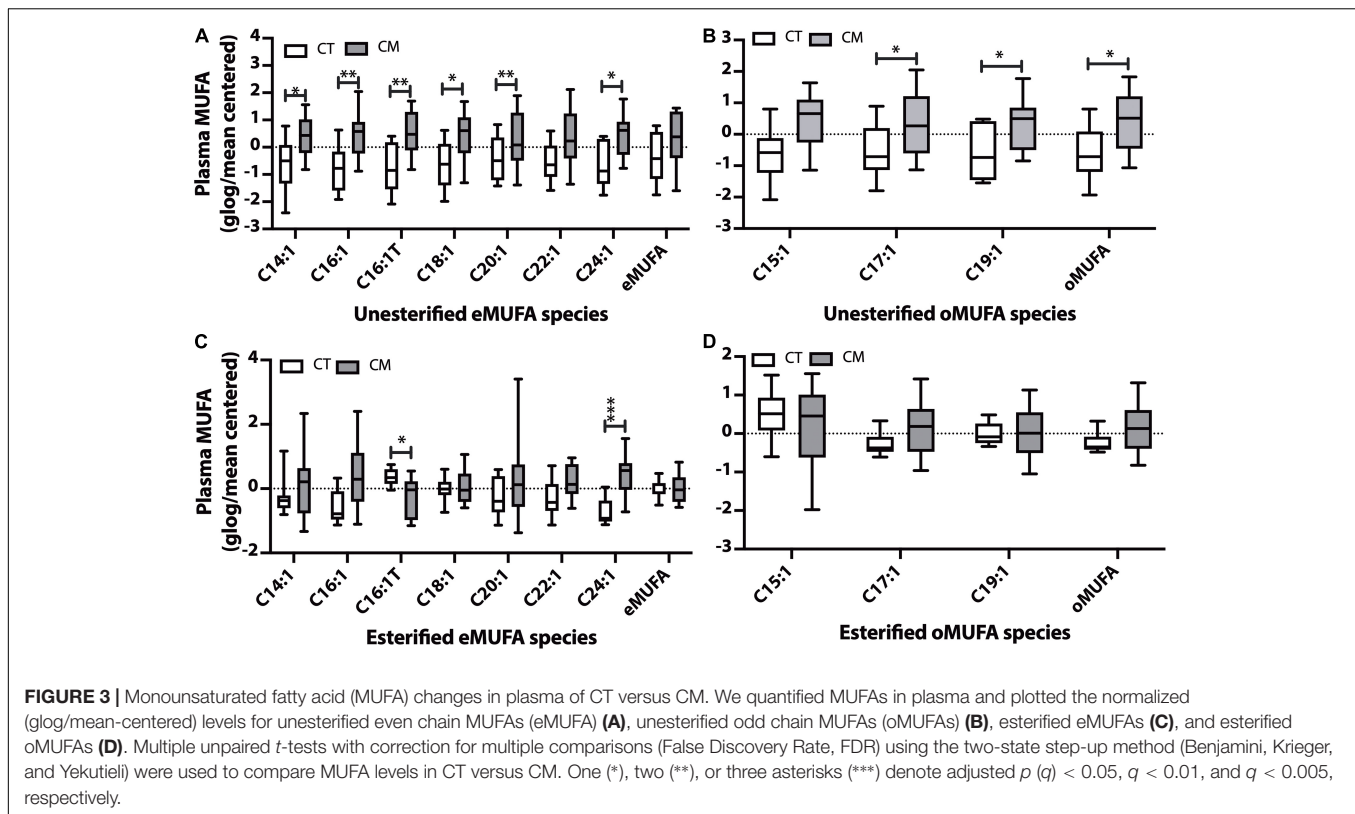 A
CT
CM
Plasma MUFA
(glog/mean centered)
4
3
2
1
0
-1
-2
-3
*
**
**
*
**
*
C14:1
C16:1
C16:1T
C18:1
C20:1
C22:1
C24:1
eMUFA
Unesterified eMUFA species
B
CT
CM
3
2
1
0
-1
-2
-3
*
*
*
C15:1
C17:1
C19:1
oMUFA
Unesterified oMUFA species
C
CT
CM
Plasma MUFA
(glog/mean centered)
4
2
0
-2
*
***
C14:1
C16:1
C16:1T
C18:1
C20:1
C22:1
C24:1
eMUFA
Esterified eMUFA species
D
CT
CM
2
1
0
-1
-2
-3
C15:1
C17:1
C19:1
oMUFA
Esterified oMUFA species
FIGURE 3 | Monounsaturated fatty acid (MUFA) changes in plasma of CT versus CM. We quantified MUFAs in plasma and plotted the normalized
(glog/mean-centered) levels for unesterified even chain MUFAs (eMUFA) (A), unesterified odd chain MUFAs (oMUFAs) (B), esterified eMUFAs (C), and esterified
oMUFAs (D). Multiple unpaired t-tests with correction for multiple comparisons (False Discovery Rate, FDR) using the two-state step-up method (Benjamini, Krieger,
and Yekutieli) were used to compare MUFA levels in CT versus CM. One (*), two (**), or three asterisks (***) denote adjusted p (q) < 0.05, q < 0.01, and q < 0.005,
respectively.